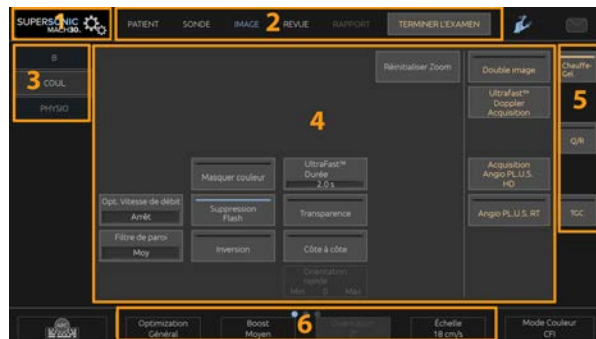 SUPERSONIC
MACH30.
1
PATIENT SONDE IMAGE 2 REVUE RAPPORT TERMINER L'EXAMEN
3
B
COUL
PHYSIO
4
Réinitialiser Zoom
Double image
Ultrafast™
Doppler
Acquisition
Masquer couleur
UltraFast™
Durée
2.0 s
Acquisition
Angio PL.U.S.
HD
Opt. Vitesse de débit
Arrêt
Suppression
Flash
Transparence
Angio PL.U.S. RT
Filtre de paroi
Moy
Inversion
Côte à côte
Orientation
rapide
Min 0 Max
Chauffe-
Gel
5
Q/R
TGC
6
Optimization
Général
Boost
Moyen
Échelle
18 cm/s
Mode Couleur
CFI